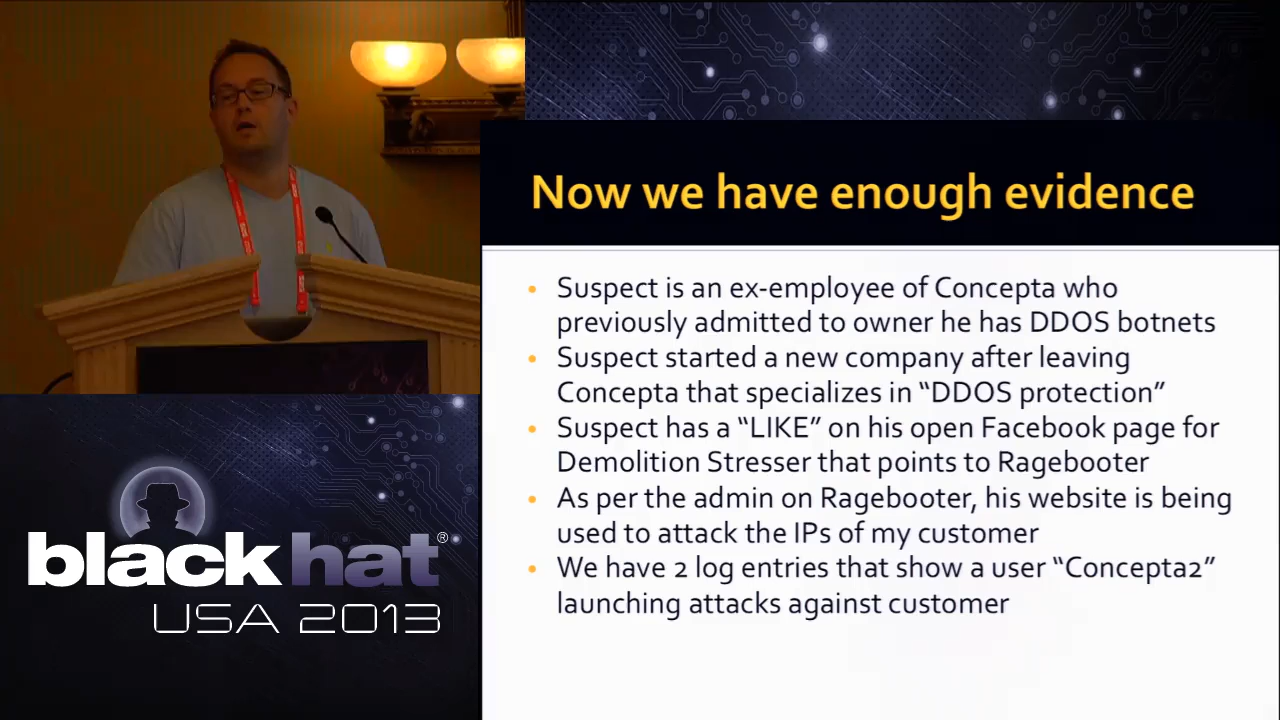 Now we have enough evidence
Suspect is an ex-employee of Concepta who
previously admitted to owner he has DDOS botnets
Suspect started a new company after leaving
Concepta that specializes in “DDOS protection”
Suspect has a “LIKE” on his open Facebook page for
Demolition Stresser that points to Ragebooter
As per the admin on Ragebooter, his website is being
used to attack the IPs of my customer
We have 2 log entries that show a user “Concepta2”
launching attacks against customer
black hat®
USA 2013